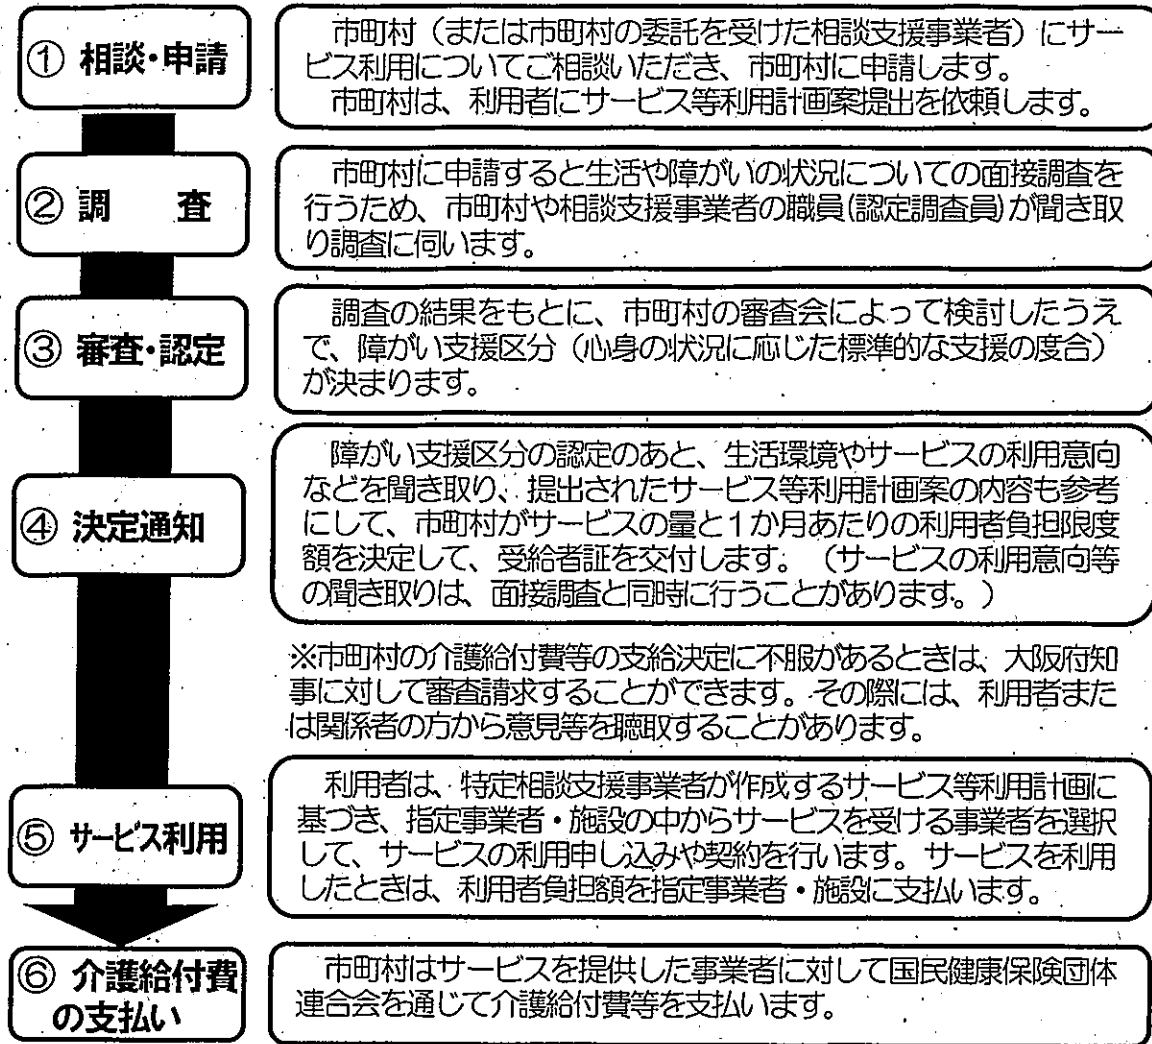 ① 相談・申請
市町村（または市町村の委託を受けた相談支援事業者）にサー
ビス利用についてご相談いただき、市町村に申請します。
市町村は、利用者にサービス等利用計画案提出を依頼します。
② 調　査
市町村に申請すると生活や障がいの状況についての面接調査を
行うため、市町村や相談支援事業者の職員(認定調査員)が聞き取
り調査に伺います。
③ 審査・認定
調査の結果をもとに、市町村の審査会によって検討したうえ
で、障がい支援区分（心身の状況に応じた標準的な支援の度合）
が決まります。
④ 決定通知
障がい支援区分の認定のあと、生活環境やサービスの利用意向
などを聞き取り、提出されたサービス等利用計画案の内容も参考
にして、市町村がサービスの量と１か月あたりの利用者負担限度
額を決定して、受給者証を交付します。（サービスの利用意向等
の聞き取りは、面接調査と同時に行うことがあります。）
※市町村の介護給付費等の支給決定に不服があるときは、大阪府知
事に対して審査請求することができます。その際には、利用者また
は関係者の方から意見等を聴取することがあります。
⑤ サービス利用
利用者は、特定相談支援事業者が作成するサービス等利用計画に
基づき、指定事業者・施設の中からサービスを受ける事業者を選択
して、サービスの利用申し込みや契約を行います。サービスを利用
したときは、利用者負担額を指定事業者・施設に支払います。
⑥ 介護給付費
の支払い
市町村はサービスを提供した事業者に対して国民健康保険団体
連合会を通じて介護給付費等を支払います。